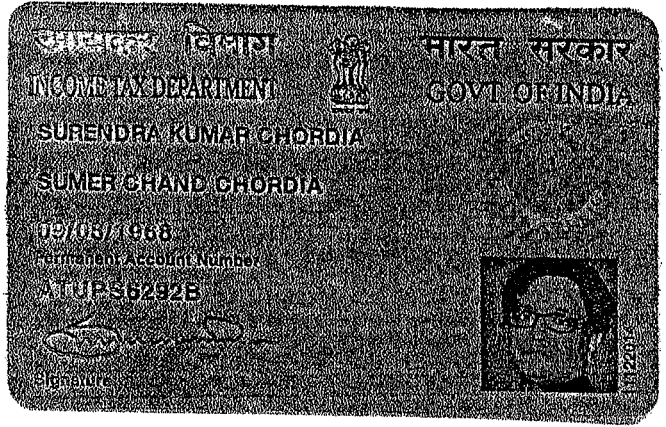 आयकर विभाग
INCOME TAX DEPARTMENT
भारत सरकार
GOVT OF INDIA
SURENDRA KUMAR CHORDIA
SUMER CHAND CHORDIA
09/08/1968
Permanent Account Number
ATUPS6292B
Signature